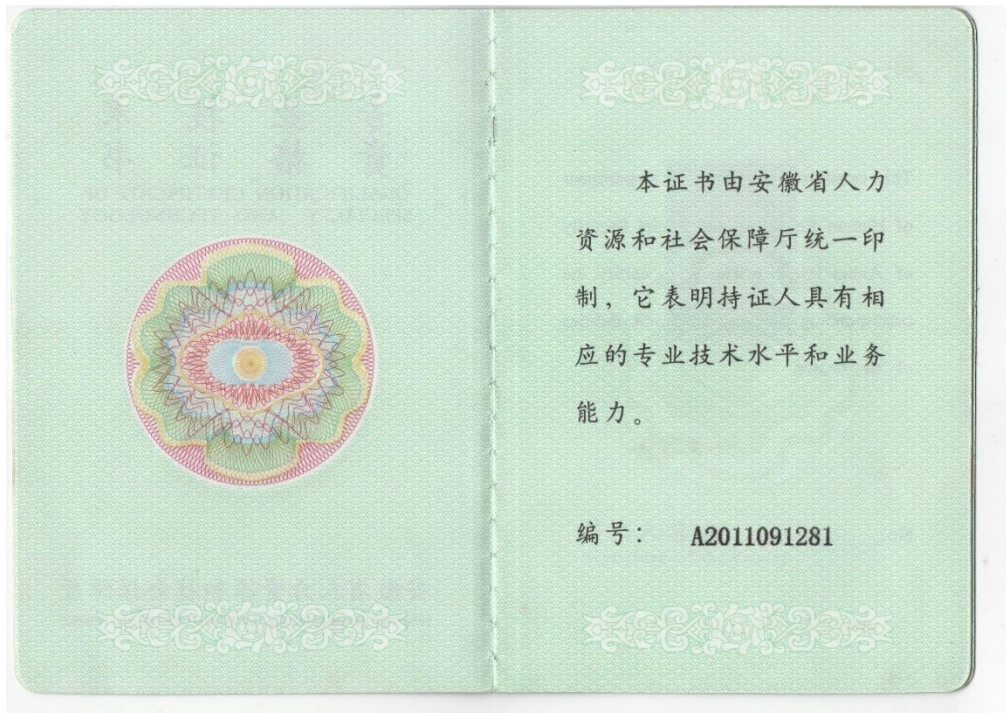 本证书由安徽省人力
资源和社会保障厅统一印
制，它表明持证人具有相
应的专业技术水平和业务
能力。
编号： A2011091281